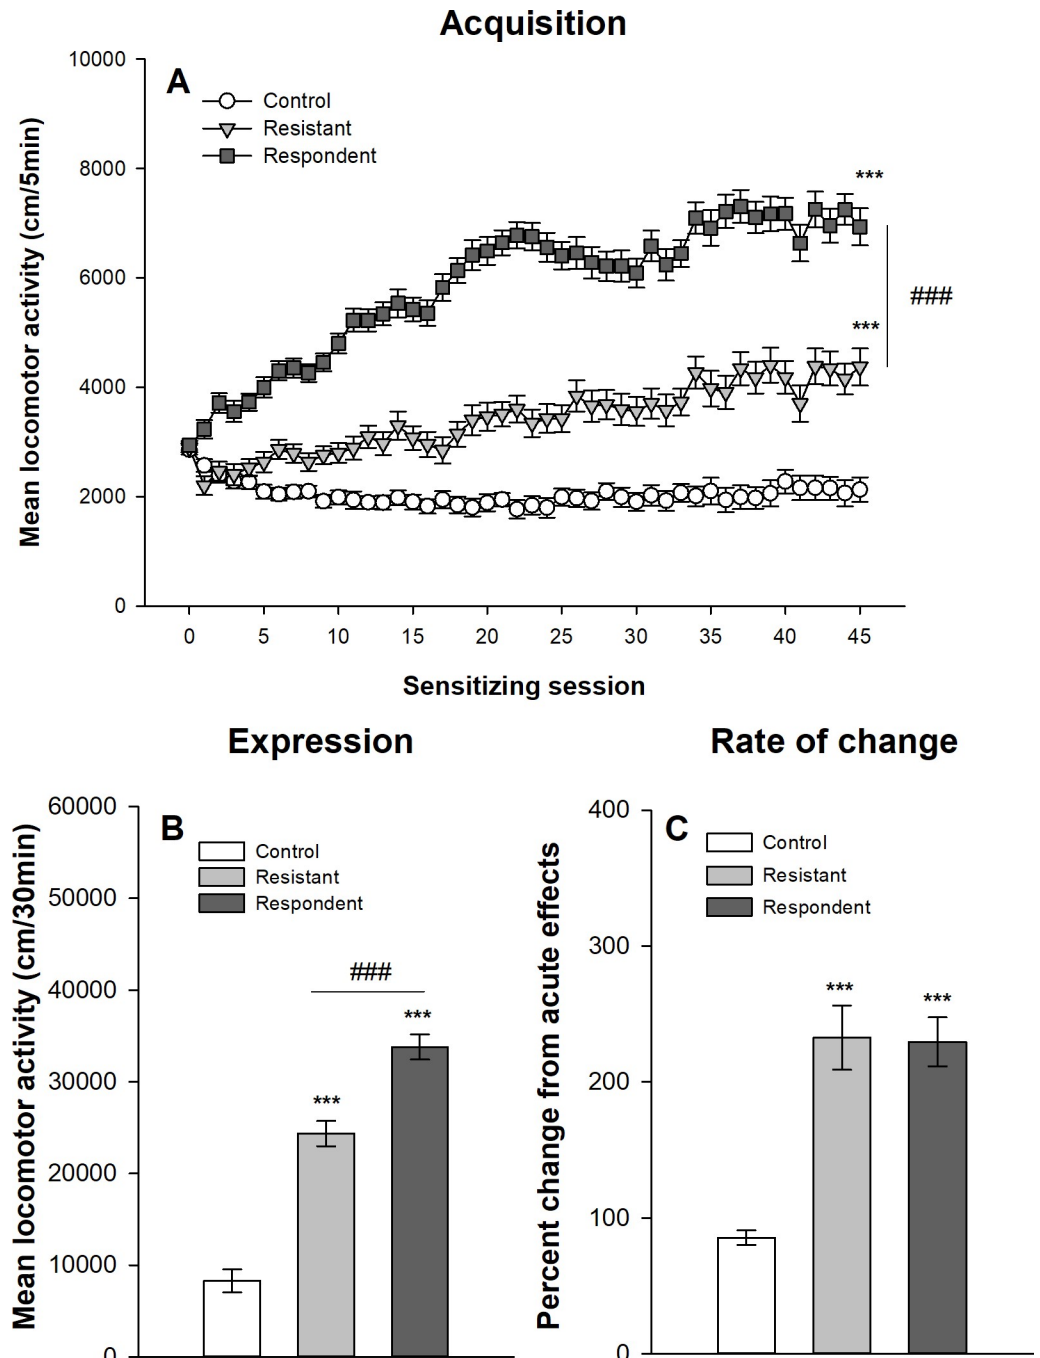 Acquisition
A
Control
Resistant
Respondent
Mean locomotor activity (cm/5min)
10000
8000
6000
4000
2000
0
***
###
***
0 5 10 15 20 25 30 35 40 45
Sensitizing session
Expression
B
Control
Resistant
Respondent
Mean locomotor activity (cm/30min)
60000
50000
40000
30000
20000
10000
0
###
***
***
Rate of change
C
Control
Resistant
Respondent
Percent change from acute effects
400
300
200
100
0
***
***